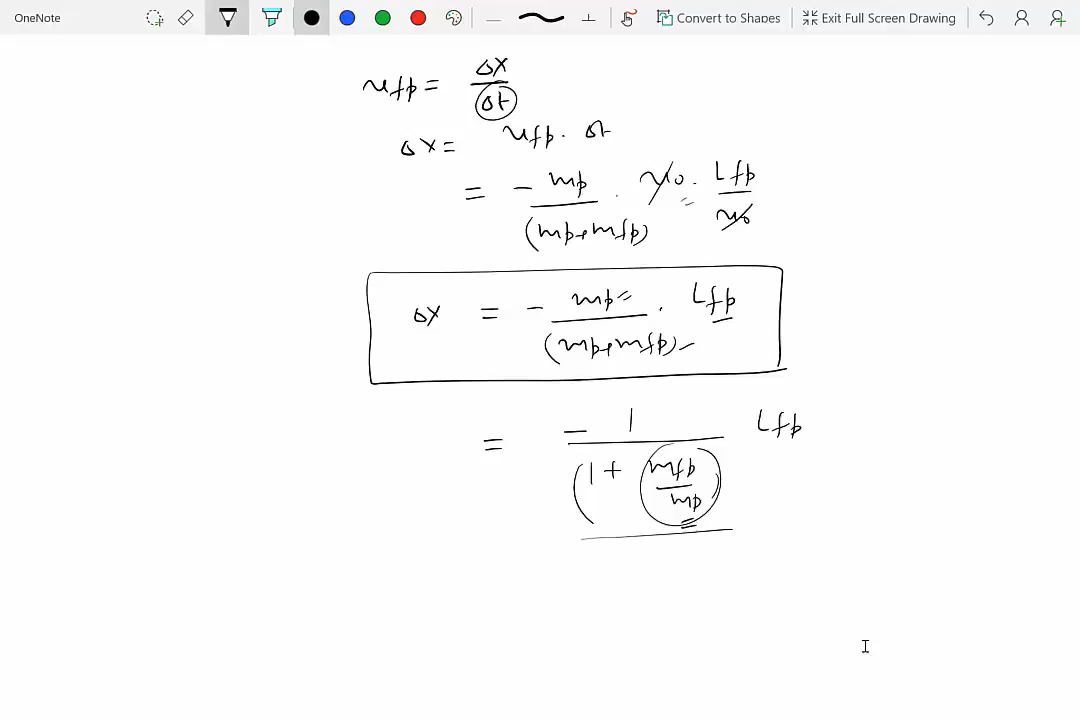 OneNote
Convert to Shapes
Exit Full Screen Drawing
ufp = Δx/Δt
Δx = ufp · Δt
= - mp/(mp+mfp) · v0 · Lfp/v0
Δx = - mp/(mp+mfp) · Lfp
= - 1/(1 + mfp/mp) Lfp